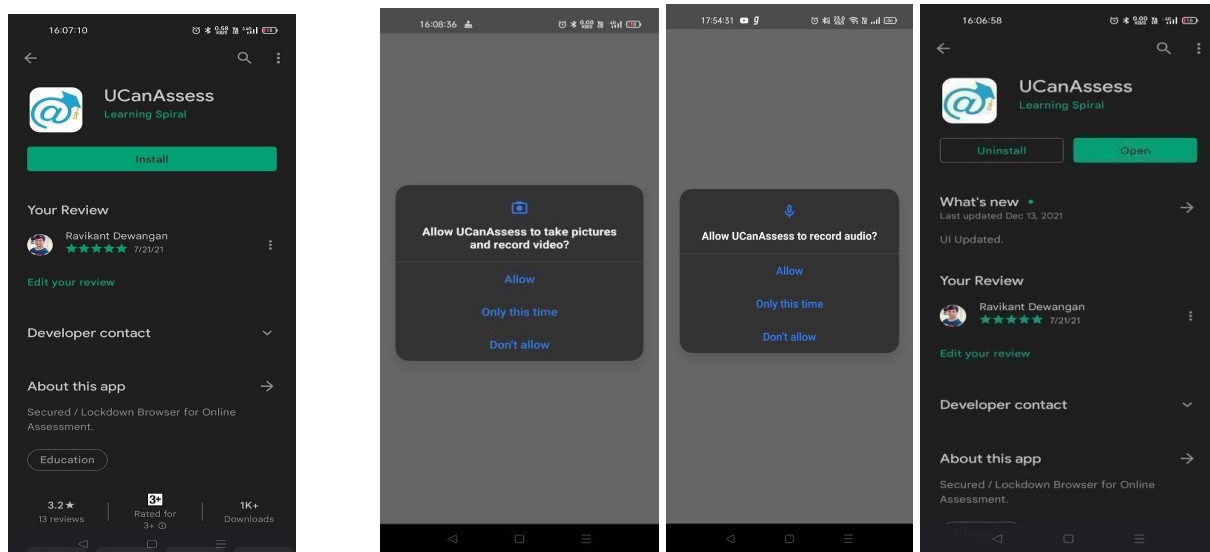 16:07:10
UCanAssess
Learning Spiral
Install
Your Review
Ravikant Dewangan
7/21/21
Edit your review
Developer contact
About this app
Secured / Lockdown Browser for Online
Assessment.
Education
3.2★
13 reviews
3+
Rated for
3+
1K+
Downloads
16:08:36
Allow UCanAssess to take pictures
and record video?
Allow
Only this time
Don't allow
17:54:31
Allow UCanAssess to record audio?
Allow
Only this time
Don't allow
16:06:58
UCanAssess
Learning Spiral
Uninstall
Open
What's new •
Last updated Dec 13, 2021
UI Updated.
Your Review
Ravikant Dewangan
7/21/21
Edit your review
Developer contact
About this app
Secured / Lockdown Browser for Online
Assessment.
Education